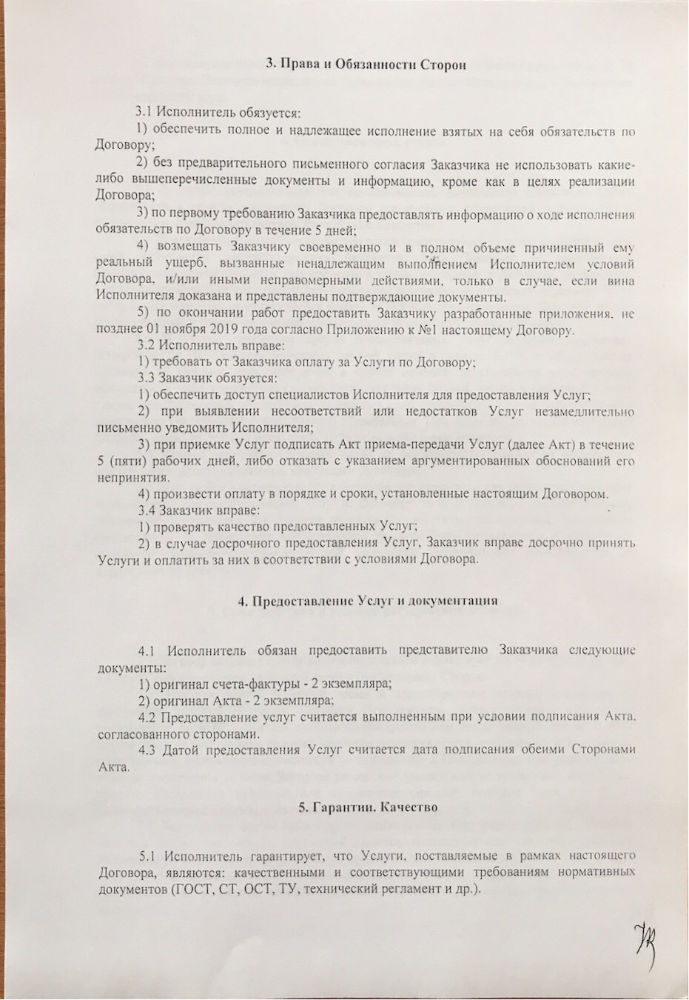 3. Права и Обязанности Сторон
3.1 Исполнитель обязуется:
1) обеспечить полное и надлежащее исполнение взятых на себя обязательств по
Договору;
2) без предварительного письменного согласия Заказчика не использовать какие-
либо вышеперечисленные документы и информацию, кроме как в целях реализации
Договора;
3) по первому требованию Заказчика предоставлять информацию о ходе исполнения
обязательств по Договору в течение 5 дней;
4) возмещать Заказчику своевременно и в полном объеме причиненный ему
реальный ущерб, вызванные ненадлежащим выполнением Исполнителем условий
Договора, и/или иными неправомерными действиями, только в случае, если вина
Исполнителя доказана и представлены подтверждающие документы.
5) по окончании работ предоставить Заказчику разработанные приложения, не
позднее 01 ноября 2019 года согласно Приложению к №1 настоящему Договору.
3.2 Исполнитель вправе:
1) требовать от Заказчика оплату за Услуги по Договору;
3.3 Заказчик обязуется:
1) обеспечить доступ специалистов Исполнителя для предоставления Услуг;
2) при выявлении несоответствий или недостатков Услуг незамедлительно
письменно уведомить Исполнителя;
3) при приемке Услуг подписать Акт приема-передачи Услуг (далее Акт) в течение
5 (пяти) рабочих дней, либо отказать с указанием аргументированных обоснований его
непринятия.
4) произвести оплату в порядке и сроки, установленные настоящим Договором.
3.4 Заказчик вправе:
1) проверять качество предоставленных Услуг;
2) в случае досрочного предоставления Услуг, Заказчик вправе досрочно принять
Услуги и оплатить за них в соответствии с условиями Договора.
4. Предоставление Услуг и документация
4.1 Исполнитель обязан предоставить представителю Заказчика следующие
документы:
1) оригинал счета-фактуры - 2 экземпляра;
2) оригинал Акта - 2 экземпляра;
4.2 Предоставление услуг считается выполненным при условии подписания Акта,
согласованного сторонами.
4.3 Датой предоставления Услуг считается дата подписания обеими Сторонами
Акта.
5. Гарантии. Качество
5.1 Исполнитель гарантирует, что Услуги, поставляемые в рамках настоящего
Договора, являются: качественными и соответствующими требованиям нормативных
документов (ГОСТ, СТ, ОСТ, ТУ, технический регламент и др.).